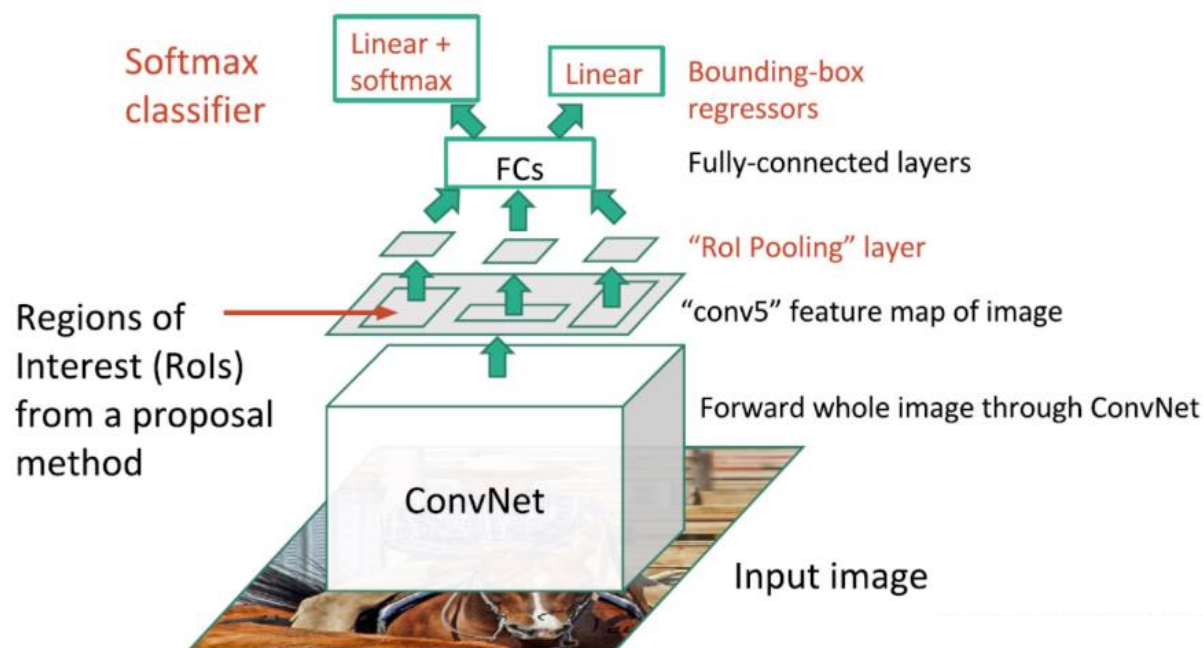 Softmax
classifier
Linear +
softmax
Linear
Bounding-box
regressors
FCs
Fully-connected layers
“RoI Pooling” layer
Regions of
Interest (RoIs)
from a proposal
method
“conv5” feature map of image
Forward whole image through ConvNet
ConvNet
Input image